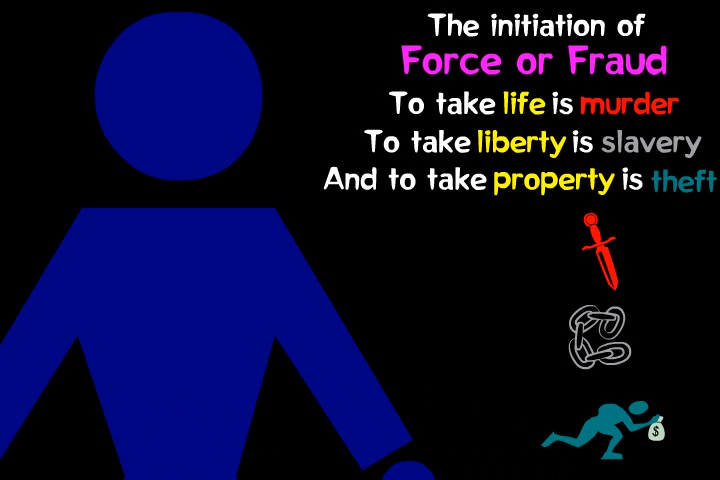 The initiation of
Force or Fraud
To take life is murder
To take liberty is slavery
And to take property is theft
$